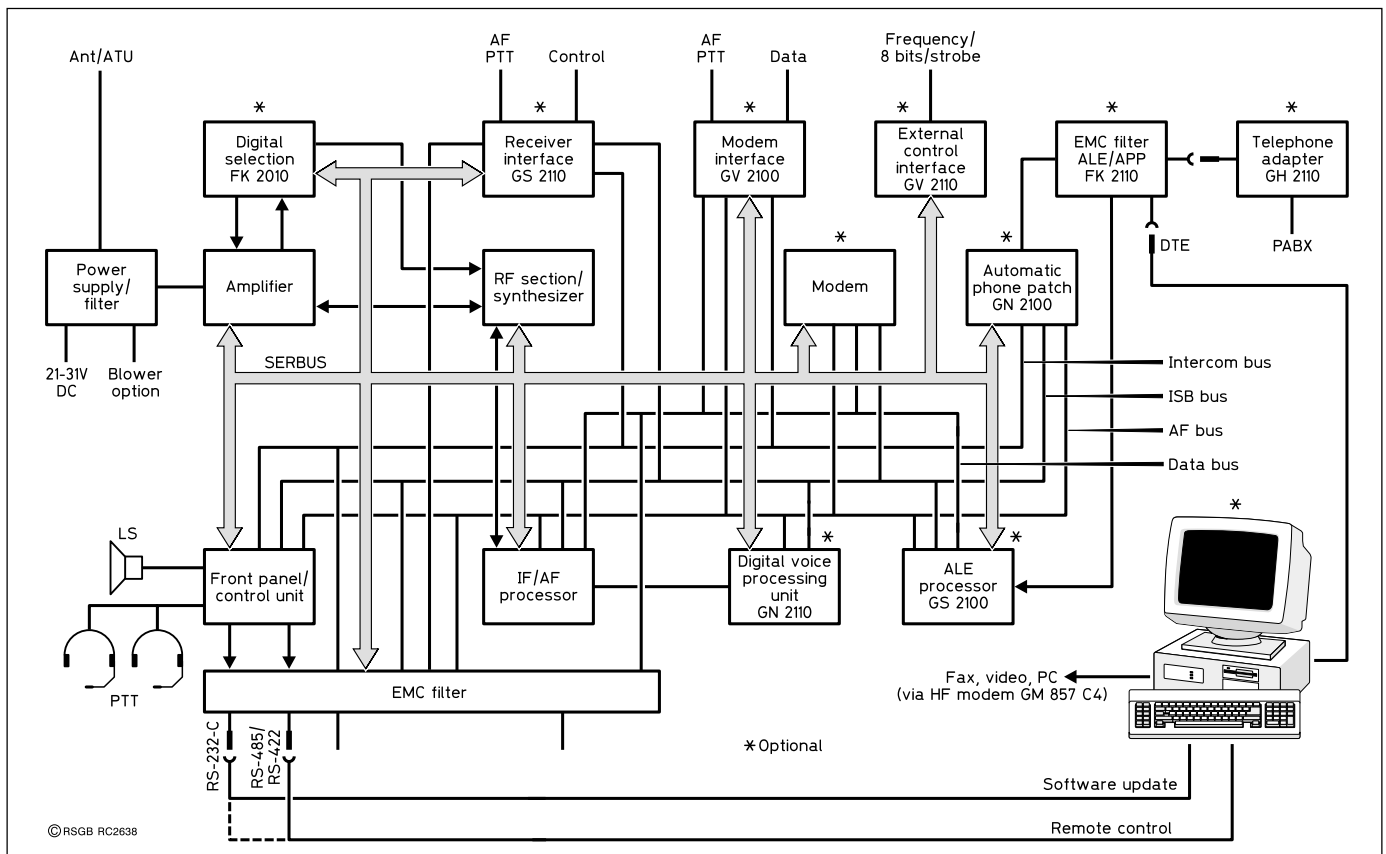 Ant/ATU
AF
PTT
Control
AF
PTT
Data
Frequency/
8 bits/strobe
*
Digital
selection
FK 2010
*
Receiver
interface
GS 2110
*
Modem
interface
GV 2100
*
External
control
interface
GV 2110
*
EMC filter
ALE/APP
FK 2110
*
Telephone
adapter
GH 2110
DTE
PABX
Power
supply/
filter
Amplifier
RF section/
synthesizer
*
Modem
*
Automatic
phone patch
GN 2100
21-31V
DC
Blower
option
SERBUS
Intercom bus
ISB bus
AF bus
Data bus
LS
Front panel/
control unit
IF/AF
processor
*
Digital voice
processing
unit
GN 2110
*
ALE
processor
GS 2100
*
PTT
EMC filter
Fax, video, PC
(via HF modem GM 857 C4)
RS-232-C
RS-485/
RS-422
* Optional
Software update
Remote control
© RSGB RC2638